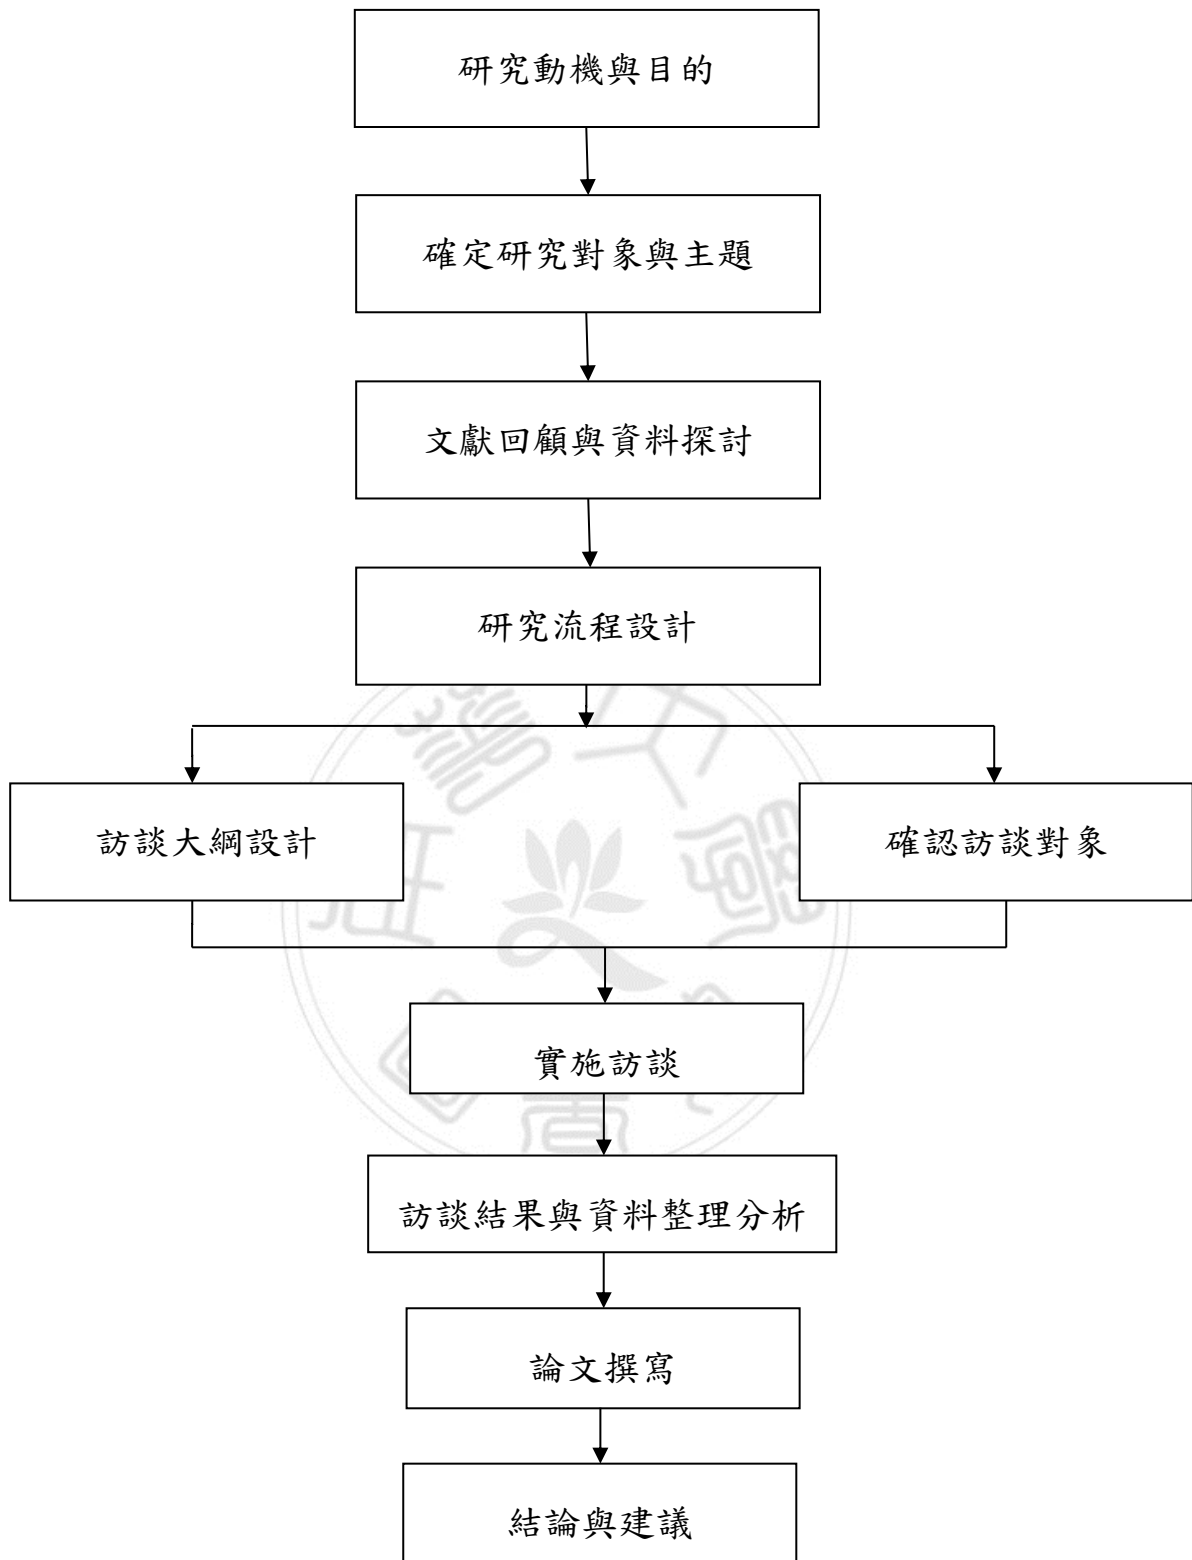 研究動機與目的
確定研究對象與主題
文獻回顧與資料探討
研究流程設計
訪談大綱設計
確認訪談對象
實施訪談
訪談結果與資料整理分析
論文撰寫
結論與建議